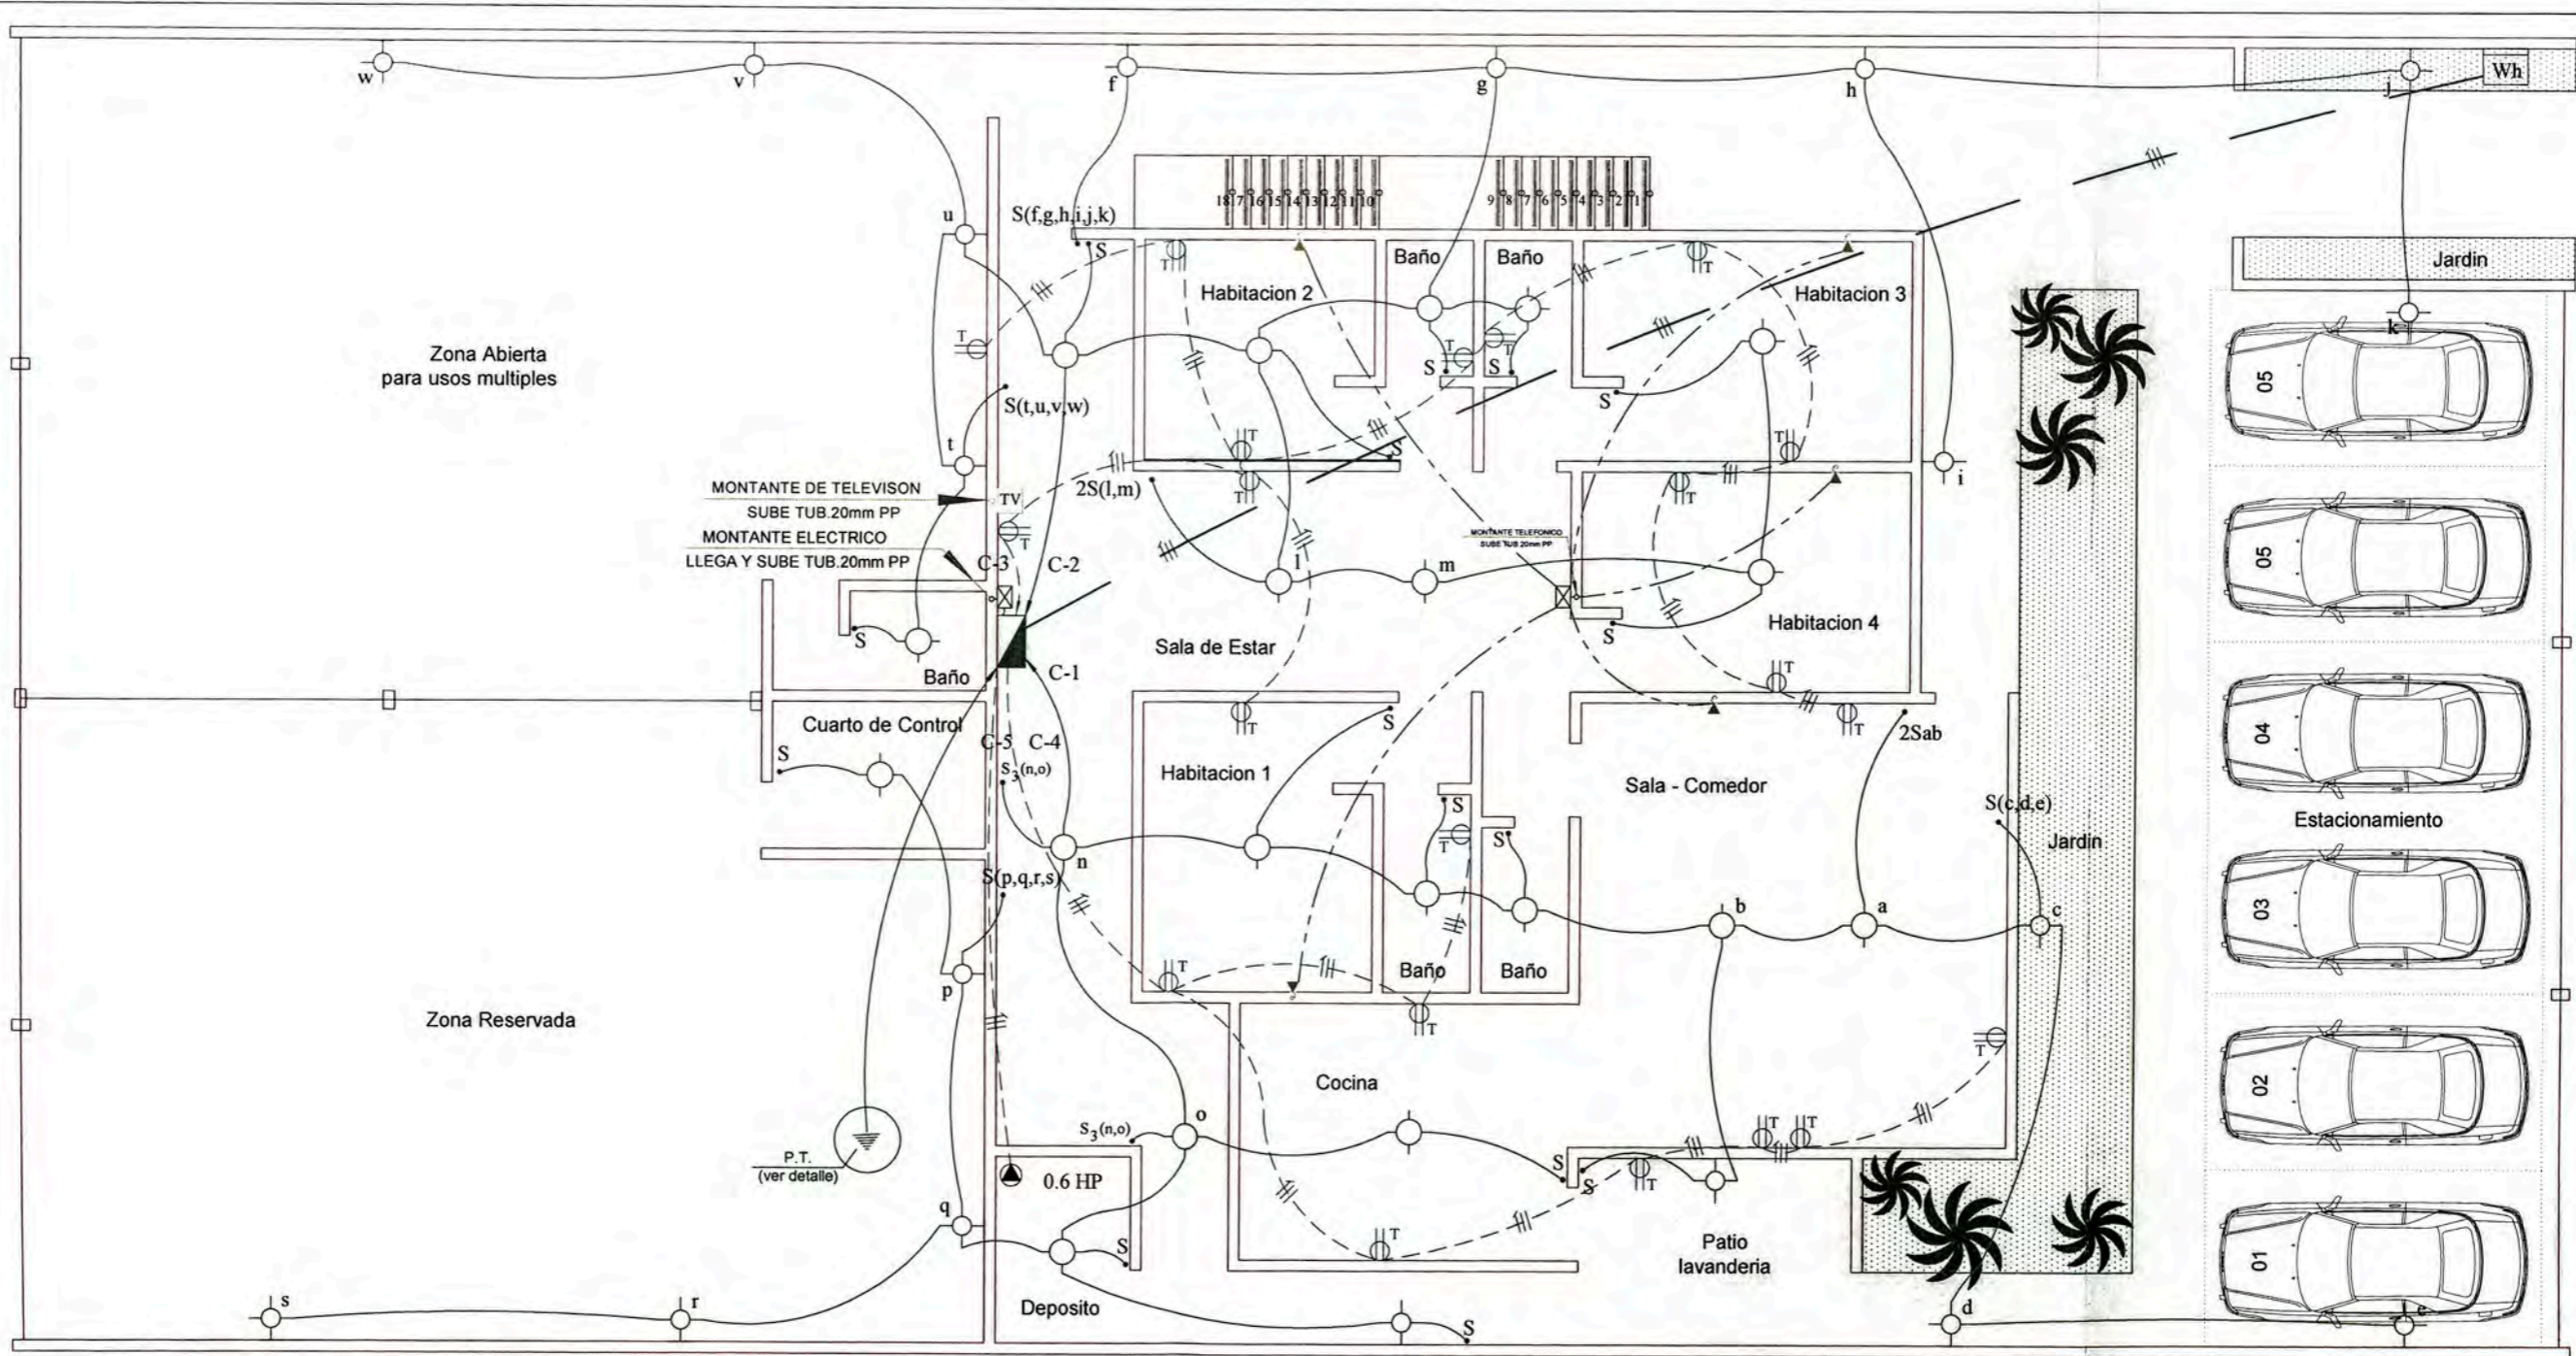 w
v
f
g
h
j
Wh
18 17 16 15 14 13 12 11 10
9 8 7 6 5 4 3 2 1
u
S(f,g,h,i,j,k)
S
T
Baño
Baño
Jardin
Habitacion 2
Habitacion 3
k
T
T
T
T
S
S
Zona Abierta
para usos multiples
05
S
S(t,u,v,w)
t
T
T
S
i
2S(l,m)
T
T
MONTANTE DE TELEVISON
SUBE TUB.20mm PP
TV
MONTANTE ELECTRICO
LLEGA Y SUBE TUB.20mm PP
T
C-3
C-2
MONTANTE TELEFONICO
SUBE TUB 20mm PP
05
l
m
S
S
Habitacion 4
Sala de Estar
Baño
C-1
T
T
T
S
2Sab
Cuarto de Control
C-5
C-4
04
S
S3(n,o)
Habitacion 1
Sala - Comedor
S
S(c,d,e)
Estacionamiento
T
S
Jardin
n
S(p,q,r,s)
03
b
a
c
T
Baño
Baño
p
Zona Reservada
T
T
Cocina
02
o
S3(n,o)
T
T
P.T.
(ver detalle)
0.6 HP
S
S
T
q
T
S
Patio
lavanderia
01
s
r
Deposito
S
d
e